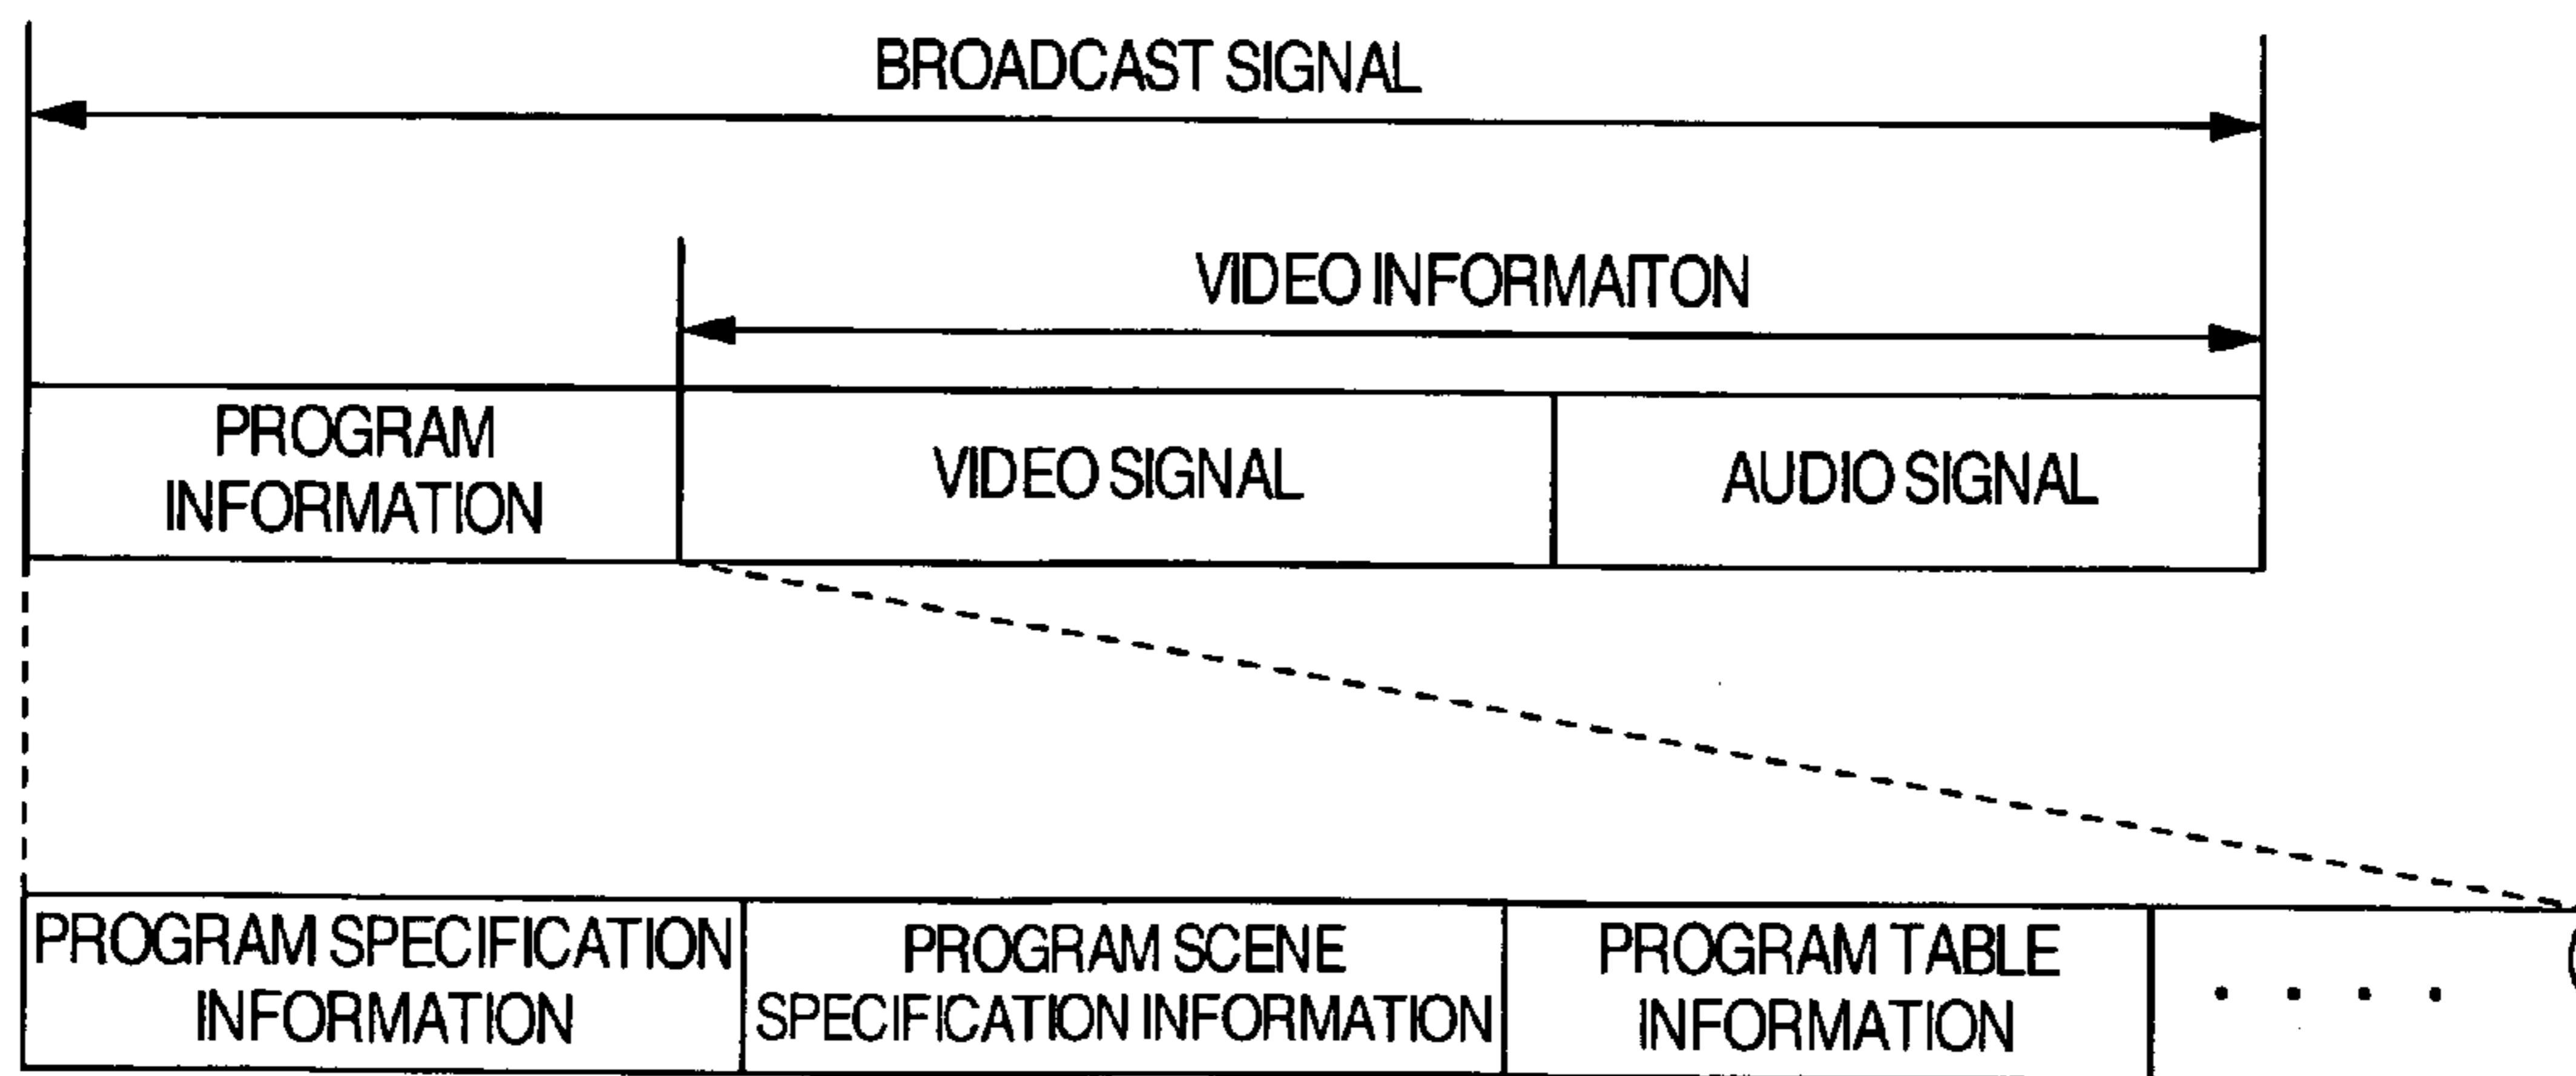 BROADCAST SIGNAL
VIDEO INFORMAITON
PROGRAM
INFORMATION
VIDEO SIGNAL
AUDIO SIGNAL
PROGRAM SPECIFICATION
INFORMATION
PROGRAM SCENE
SPECIFICATION INFORMATION
PROGRAM TABLE
INFORMATION
· · · ·